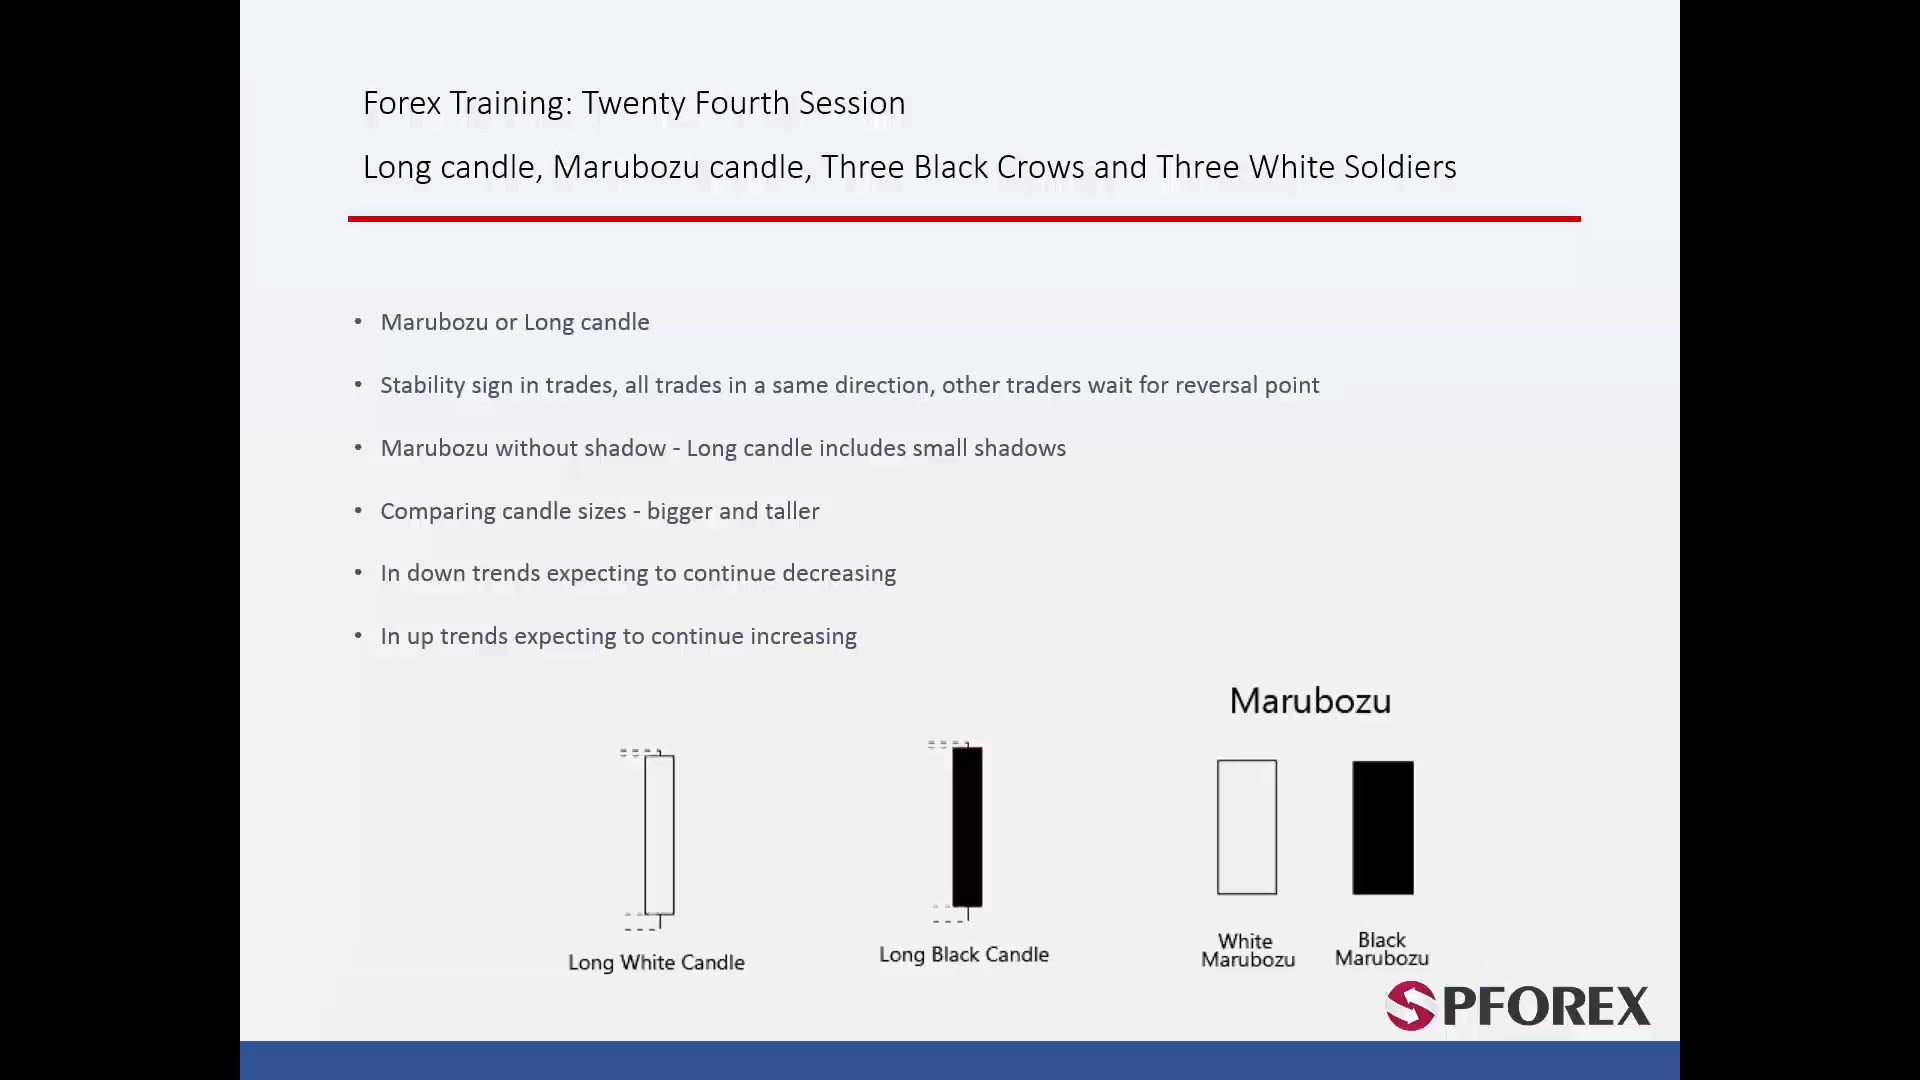 Forex Training: Twenty Fourth Session
Long candle, Marubozu candle, Three Black Crows and Three White Soldiers
• Marubozu or Long candle
• Stability sign in trades, all trades in a same direction, other traders wait for reversal point
• Marubozu without shadow - Long candle includes small shadows
• Comparing candle sizes - bigger and taller
• In down trends expecting to continue decreasing
• In up trends expecting to continue increasing
Marubozu
Long White Candle
Long Black Candle
White
Marubozu
Black
Marubozu
SPFOREX